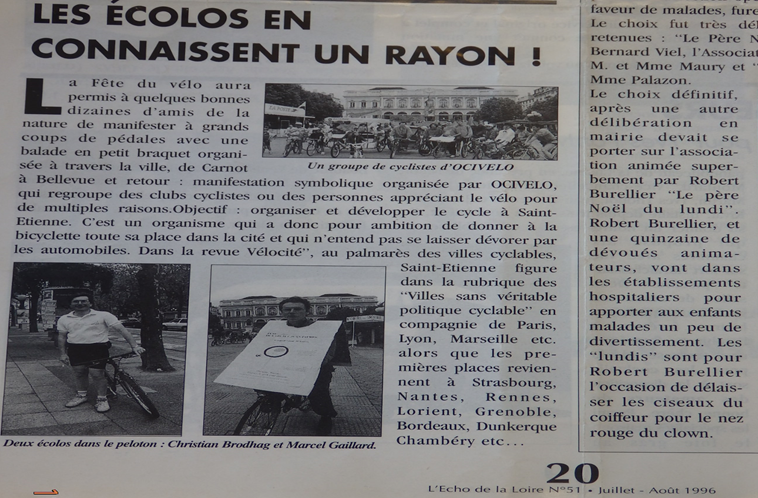 LES ÉCOLOS EN
CONNAISSENT UN RAYON !
La Fête du vélo aura
permis à quelques bonnes
dizaines d'amis de la
nature de manifester à grands
coups de pédales avec une
balade en petit braquet organi-
sée à travers la ville, de Carnot
à Bellevue et retour : manifestation symbolique organisée par OCIVELO,
qui regroupe des clubs cyclistes ou des personnes appréciant le vélo pour
de multiples raisons.Objectif : organiser et développer le cycle à Saint-
Etienne. C'est un organisme qui a donc pour ambition de donner à la
bicyclette toute sa place dans la cité et qui n'entend pas se laisser dévorer par
les automobiles. Dans la revue Vélocité", au palmarès des villes cyclables,
Saint-Etienne figure
dans la rubrique des
"Villes sans véritable
politique cyclable" en
compagnie de Paris,
Lyon, Marseille etc.
alors que les pre-
mières places revien-
nent à Strasbourg,
Nantes, Rennes,
Lorient, Grenoble,
Bordeaux, Dunkerque
Chambéry etc...
Un groupe de cyclistes d'OCIVELO
Deux écolos dans le peloton : Christian Brodhag et Marcel Gaillard.
faveur de malades, fure
Le choix fut très dél
retenues : "Le Père N
Bernard Viel, l'Associat
M. et Mme Maury et "
Mme Palazon.
Le choix définitif,
après une autre
délibération en
mairie devait se
porter sur l'associa-
tion animée super-
bement par Robert
Burellier "Le père
Noël du lundi".
Robert Burellier, et
une quinzaine de
dévoués anima-
teurs, vont dans
les établissements
hospitaliers pour
apporter aux enfants
malades un peu de
divertissement. Les
"lundis" sont pour
Robert Burellier
l'occasion de délais-
ser les ciseaux du
coiffeur pour le nez
rouge du clown.
20
L'Echo de la Loire N°51 • Juillet - Août 1996